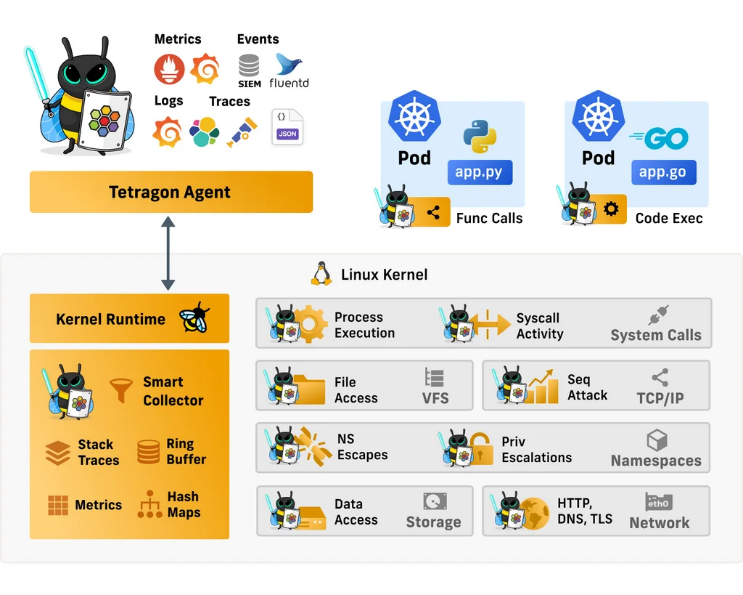 Metrics
Events
SIEM
fluentd
Logs
Traces
{}
JSON
Tetragon Agent
Pod
app.py
Func Calls
Pod
GO
app.go
Code Exec
Linux Kernel
Kernel Runtime
Smart
Collector
Stack
Traces
Ring
Buffer
Metrics
Hash
Maps
Process
Execution
Syscall
Activity
System Calls
File
Access
VFS
Seq
Attack
TCP/IP
NS
Escapes
Priv
Escalations
Namespaces
Data
Access
Storage
HTTP,
DNS, TLS
eth0
Network